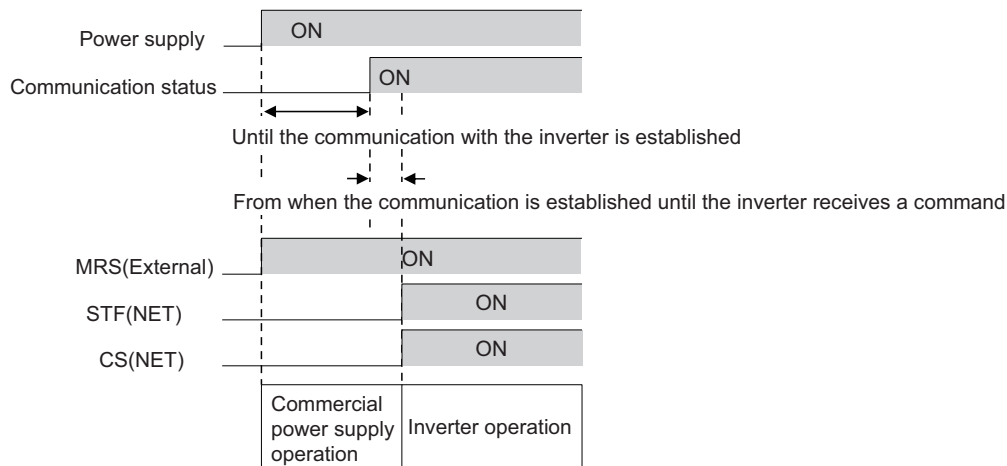 Power supply
ON
Communication status
ON
Until the communication with the inverter is established
From when the communication is established until the inverter receives a command
MRS(External)
ON
STF(NET)
ON
CS(NET)
ON
Commercial
power supply
operation
Inverter operation